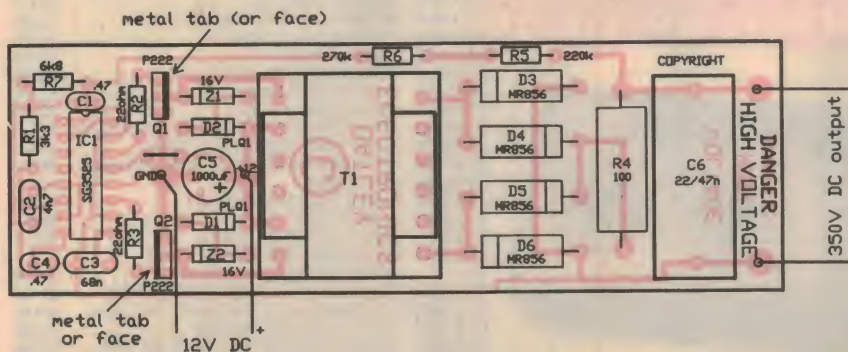 metal tab (or face)
270k
R6
R5
220k
6k8
R7
P222
16V
.47
C1
22ohm
R2
Z1
D3
MR856
COPYRIGHT
R1
3K3
IC1
SG3525
Q1
D2
PLQ1
D4
MR856
DANGER
HIGH VOLTAGE
350V DC output
C5
1000uF
+
GND
+12
T1
R4
100
C6
22/47n
C2
4n7
D5
MR856
Q2
PLQ1
D1
22ohm
R3
D6
MR856
C4
.47
C3
68n
Z2
16V
P222
metal tab
or face
12V DC
+